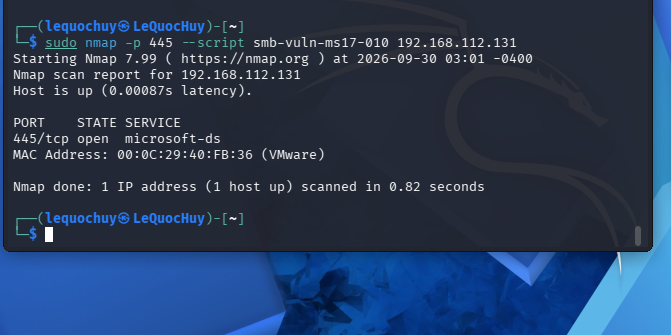 ┌──(lequochuy㉿LeQuocHuy)-[~]
└─$ sudo nmap -p 445 --script smb-vuln-ms17-010 192.168.112.131
Starting Nmap 7.99 ( https://nmap.org ) at 2026-09-30 03:01 -0400
Nmap scan report for 192.168.112.131
Host is up (0.00087s latency).
PORT    STATE SERVICE
445/tcp open  microsoft-ds
MAC Address: 00:0C:29:40:FB:36 (VMware)
Nmap done: 1 IP address (1 host up) scanned in 0.82 seconds
┌──(lequochuy㉿LeQuocHuy)-[~]
└─$